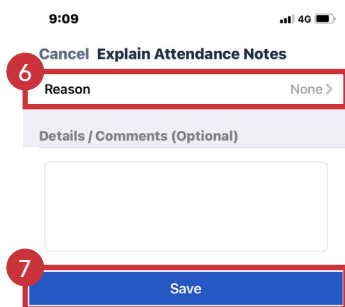 9:09 4G
Cancel Explain Attendance Notes
6
Reason None >
Details / Comments (Optional)
7
Save